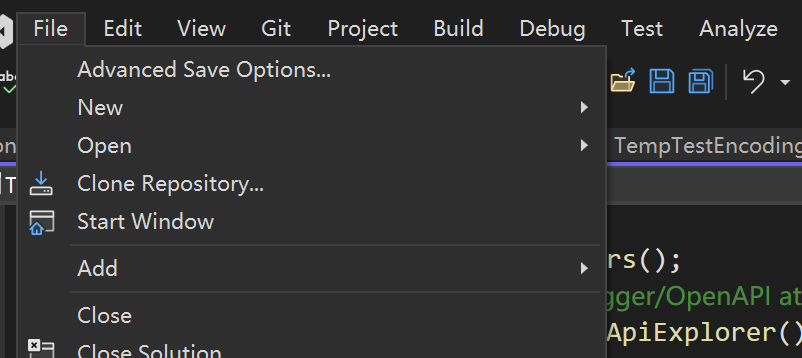 File Edit View Git Project Build Debug Test Analyze
Advanced Save Options...
New
Open
TempTestEncoding
Clone Repository...
Start Window
Add
rs();
gger/OpenAPI at
Close
ApiExplorer()
Close Solution